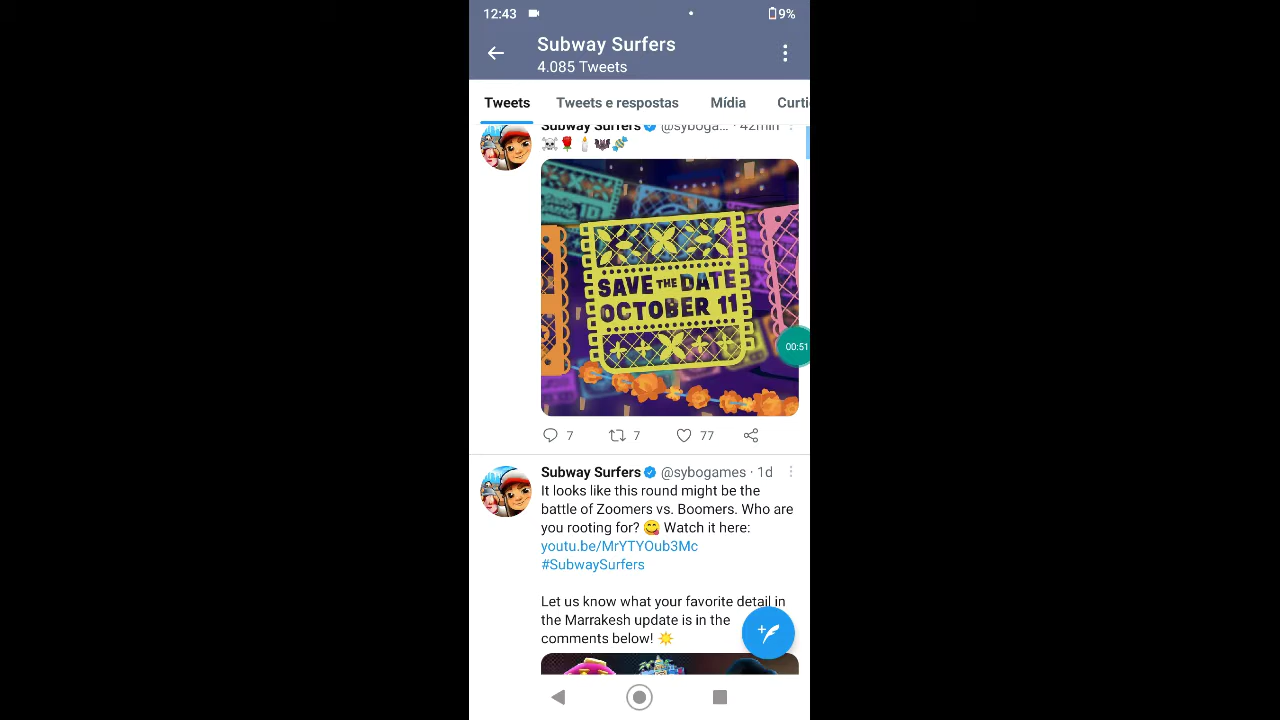 12:43
9%
Subway Surfers
4.085 Tweets
Tweets
Tweets e respostas
Mídia
Curti
Subway Surfers @syboga... · 42min
☠️🌹🕯️🦇🍬
SAVE THE DATE
OCTOBER 11
00:51
7
7
77
Subway Surfers @sybogames · 1d
It looks like this round might be the
battle of Zoomers vs. Boomers. Who are
you rooting for? 😋 Watch it here:
youtu.be/MrYTYOub3Mc
#SubwaySurfers
Let us know what your favorite detail in
the Marrakesh update is in the
comments below! ☀️